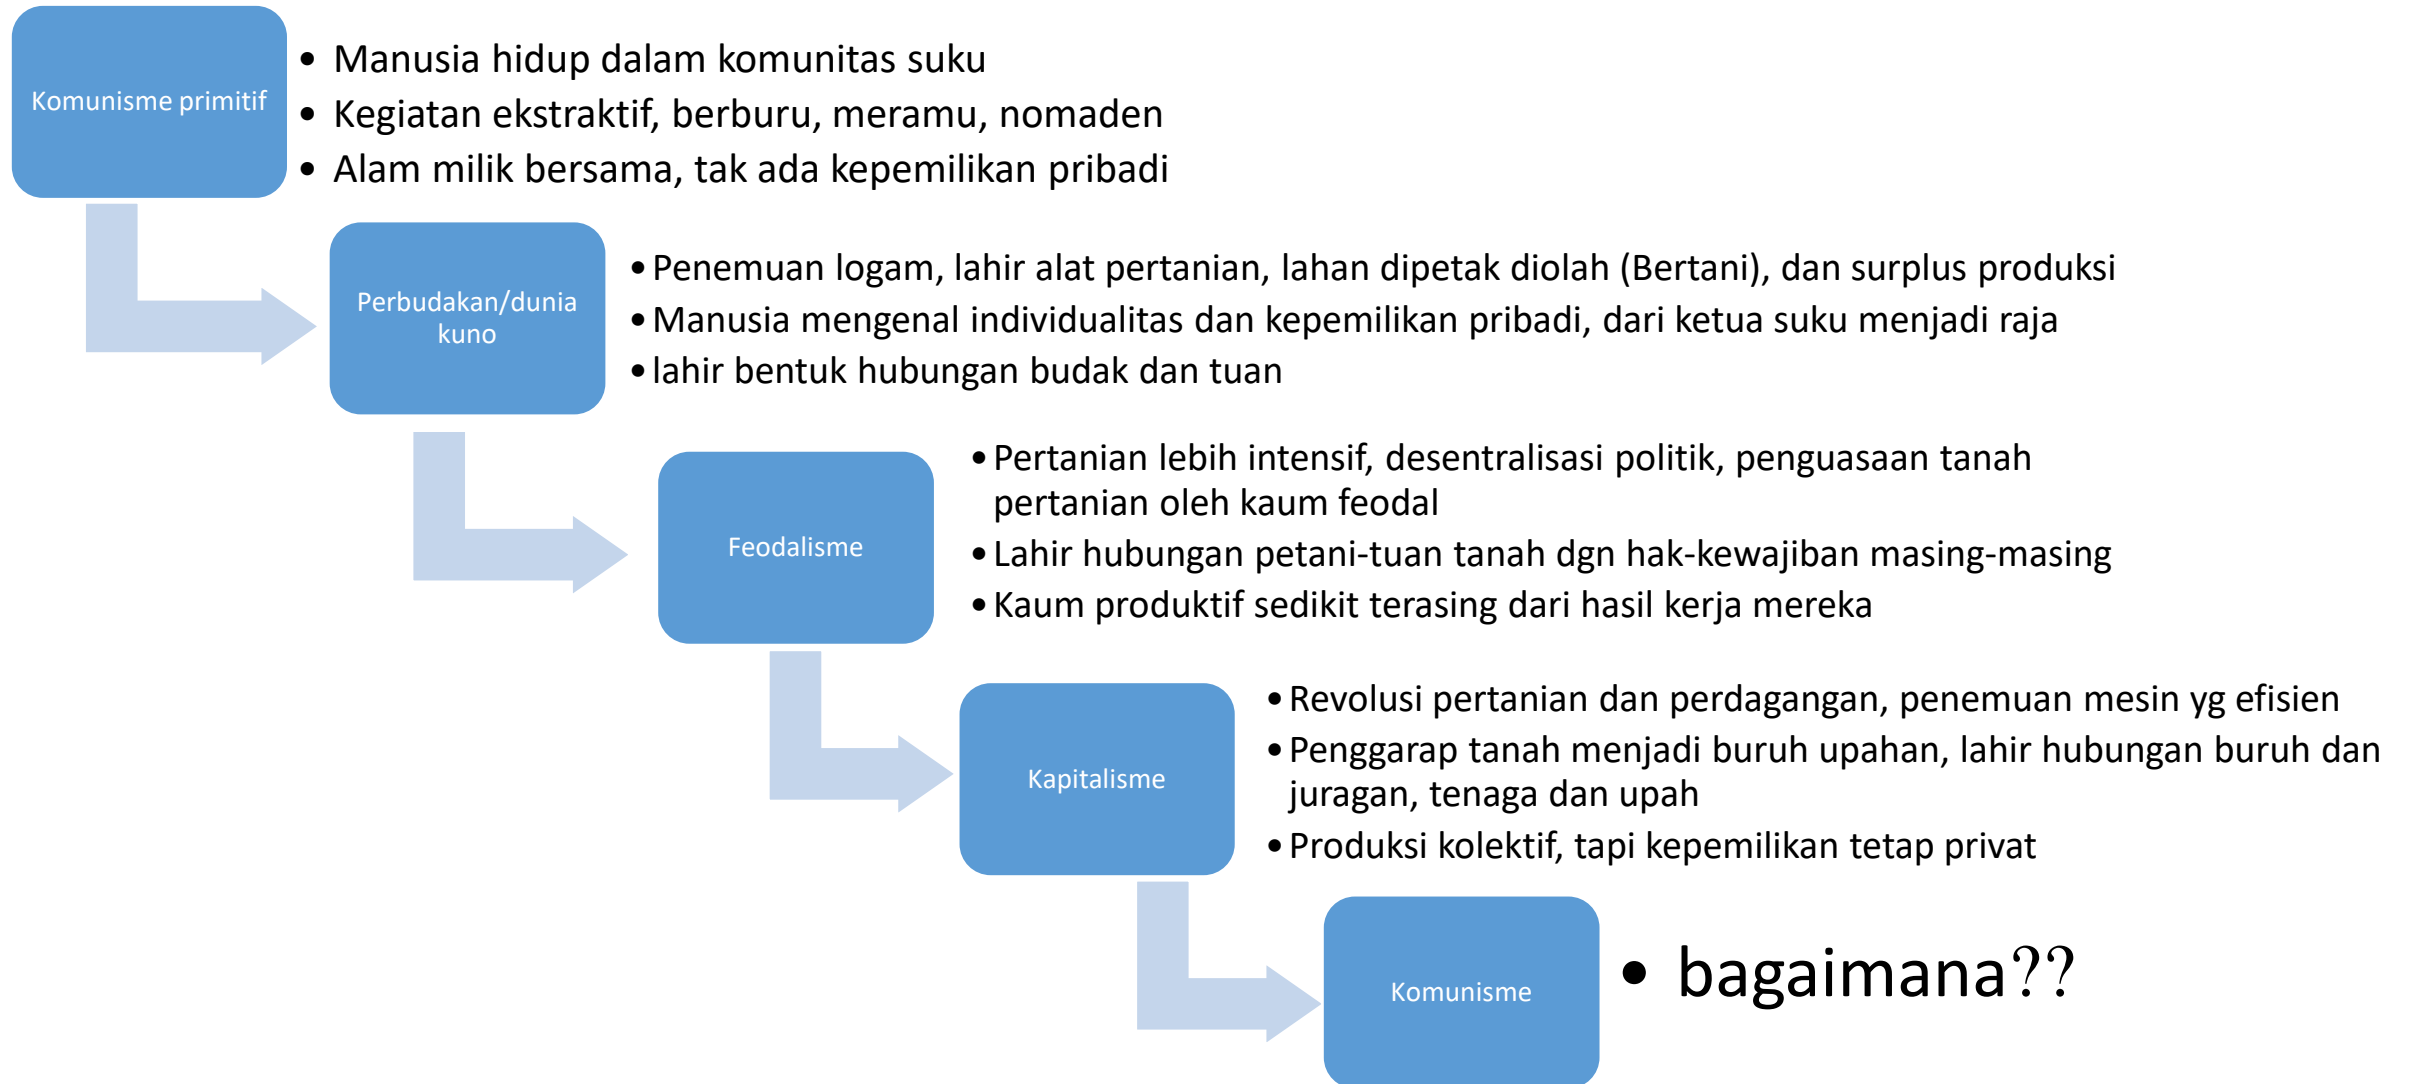 Komunisme primitif
• Manusia hidup dalam komunitas suku
• Kegiatan ekstraktif, berburu, meramu, nomaden
• Alam milik bersama, tak ada kepemilikan pribadi
Perbudakan/dunia
kuno
• Penemuan logam, lahir alat pertanian, lahan dipetak diolah (Bertani), dan surplus produksi
• Manusia mengenal individualitas dan kepemilikan pribadi, dari ketua suku menjadi raja
• lahir bentuk hubungan budak dan tuan
Feodalisme
• Pertanian lebih intensif, desentralisasi politik, penguasaan tanah
pertanian oleh kaum feodal
• Lahir hubungan petani-tuan tanah dgn hak-kewajiban masing-masing
• Kaum produktif sedikit terasing dari hasil kerja mereka
Kapitalisme
• Revolusi pertanian dan perdagangan, penemuan mesin yg efisien
• Penggarap tanah menjadi buruh upahan, lahir hubungan buruh dan
juragan, tenaga dan upah
• Produksi kolektif, tapi kepemilikan tetap privat
Komunisme
• bagaimana??